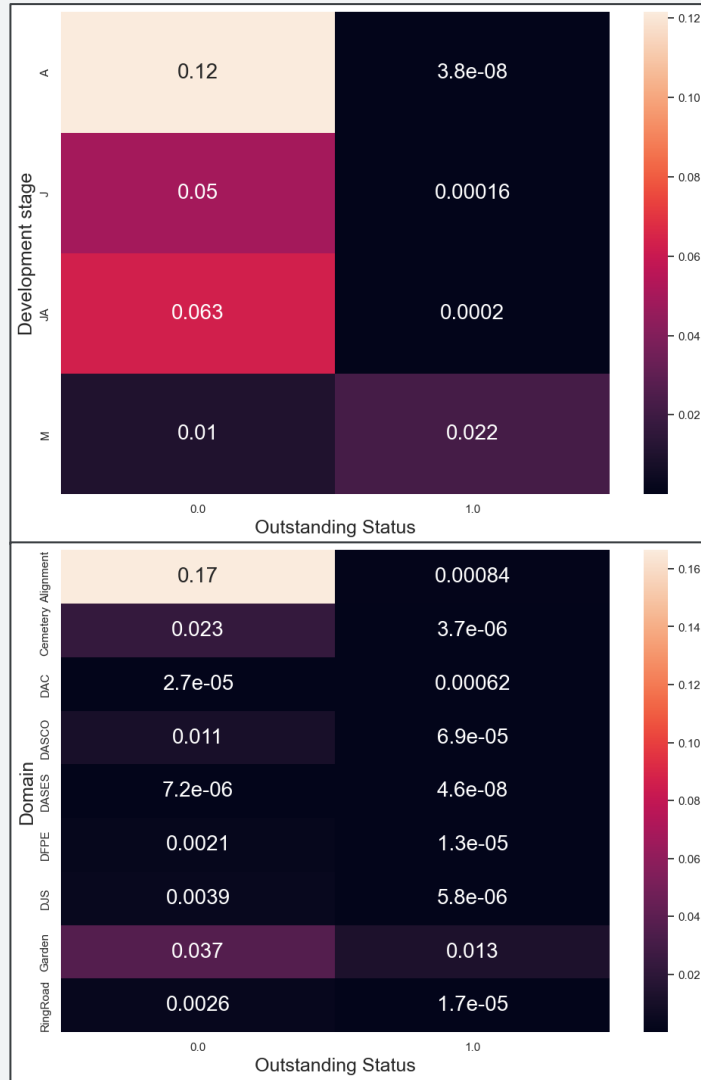 0.12
A
0.12 3.8e-08
0.10
J
0.05 0.00016
0.08
Development stage
0.06
JA
0.063 0.0002
0.04
M
0.01 0.022
0.02
0.0 1.0
Outstanding Status
Alignment
0.17 0.00084
0.16
Cemetery
0.023 3.7e-06
0.14
DAC
2.7e-05 0.00062
0.12
DASCO
0.011 6.9e-05
0.10
Domain
DASES
7.2e-06 4.6e-08
0.08
DFPE
0.0021 1.3e-05
0.06
DJS
0.0039 5.8e-06
0.04
Garden
0.037 0.013
0.02
RingRoad
0.0026 1.7e-05
0.0 1.0
Outstanding Status